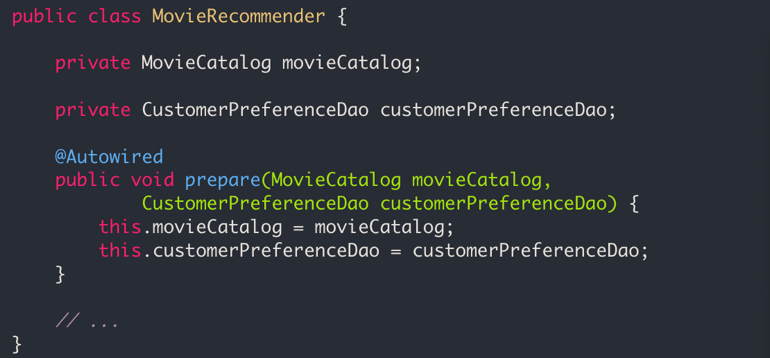 public class MovieRecommender {
private MovieCatalog movieCatalog;
private CustomerPreferenceDao customerPreferenceDao;
@Autowired
public void prepare(MovieCatalog movieCatalog,
CustomerPreferenceDao customerPreferenceDao) {
this.movieCatalog = movieCatalog;
this.customerPreferenceDao = customerPreferenceDao;
}
// ...
}